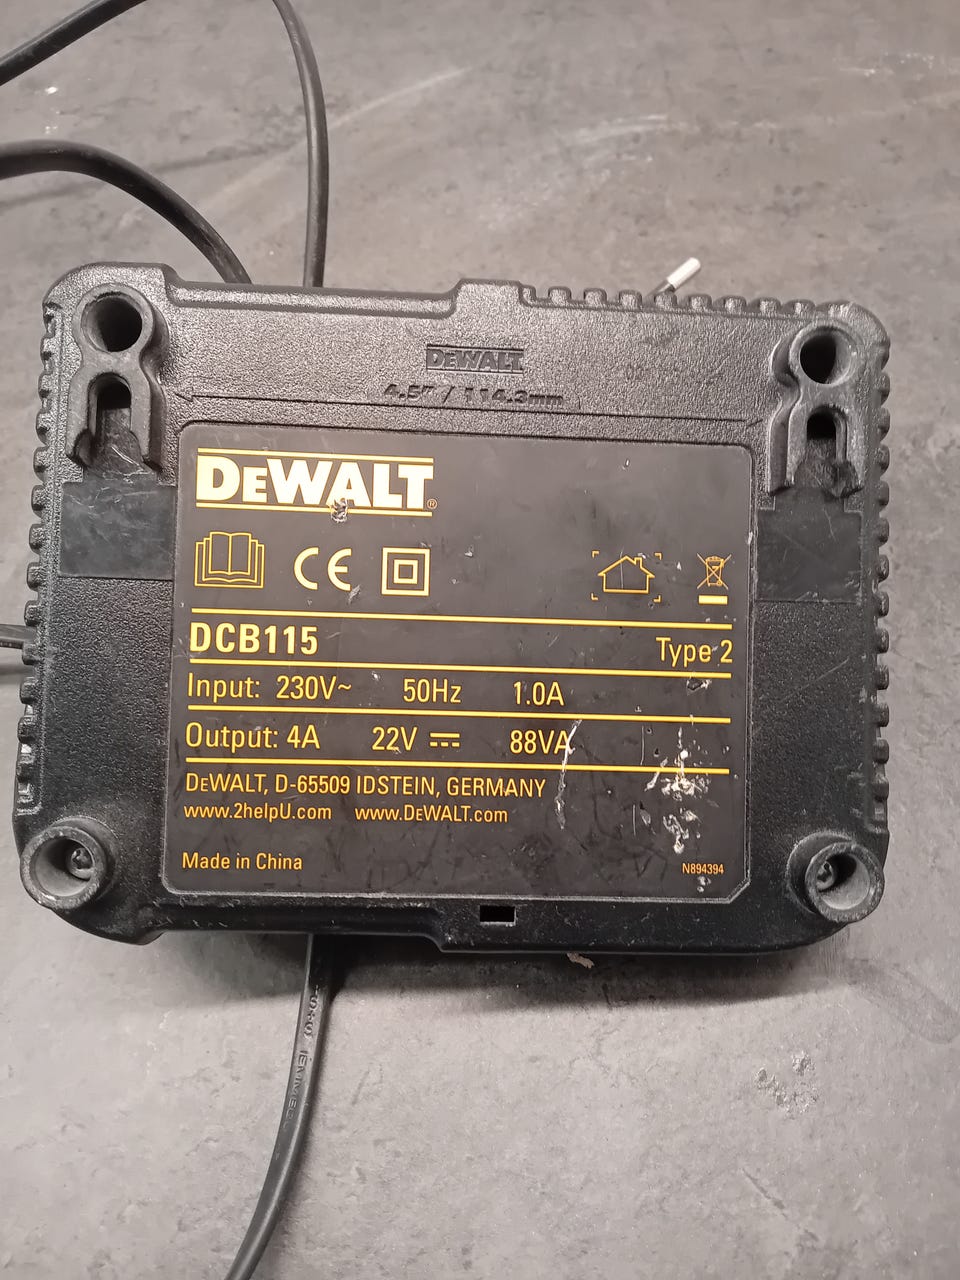 DEWALT
4.5" / 114.3mm
DEWALT®
CE
DCB115 Type 2
Input: 230V~ 50Hz 1.0A
Output: 4A 22V 88VA
DEWALT, D-65509 IDSTEIN, GERMANY
www.2helpU.com www.DEWALT.com
Made in China N894394